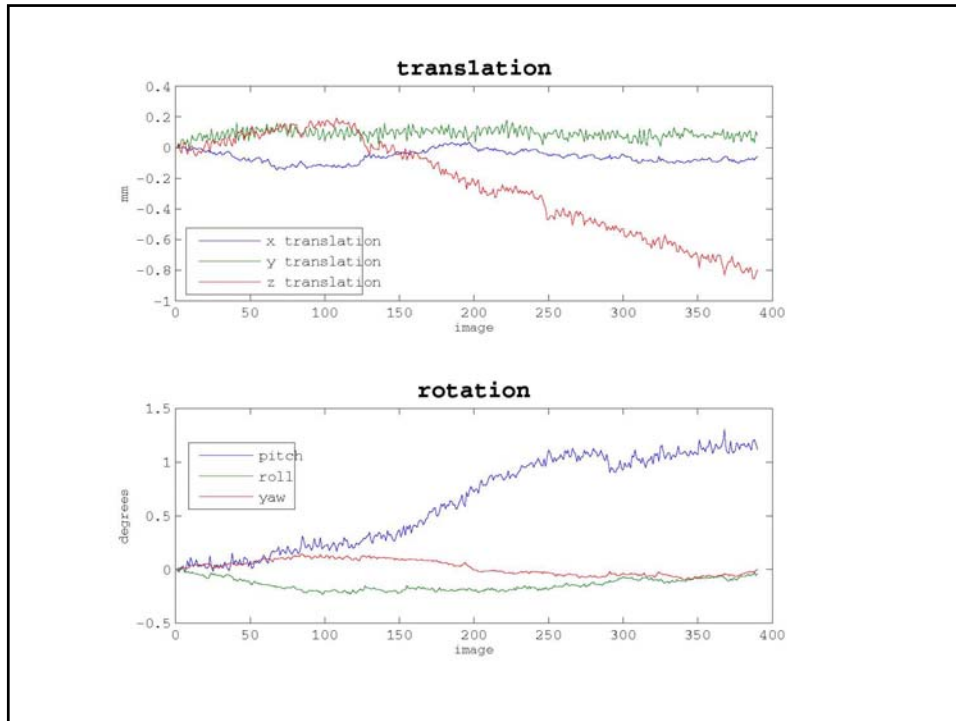 translation
0.4
0.2
0
-0.2
-0.4
-0.6
-0.8
-1
mm
x translation
y translation
z translation
0 50 100 150 200 250 300 350 400
image
rotation
1.5
1
0.5
0
-0.5
degrees
pitch
roll
yaw
0 50 100 150 200 250 300 350 400
image